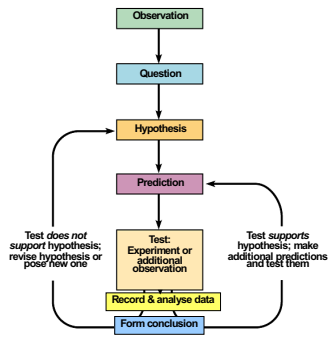 Observation
Question
Hypothesis
Prediction
Test does not
support hypothesis;
revise hypothesis or
pose new one
Test:
Experiment or
additional
observation
Test supports
hypothesis; make
additional predictions
and test them
Record & analyse data
Form conclusion